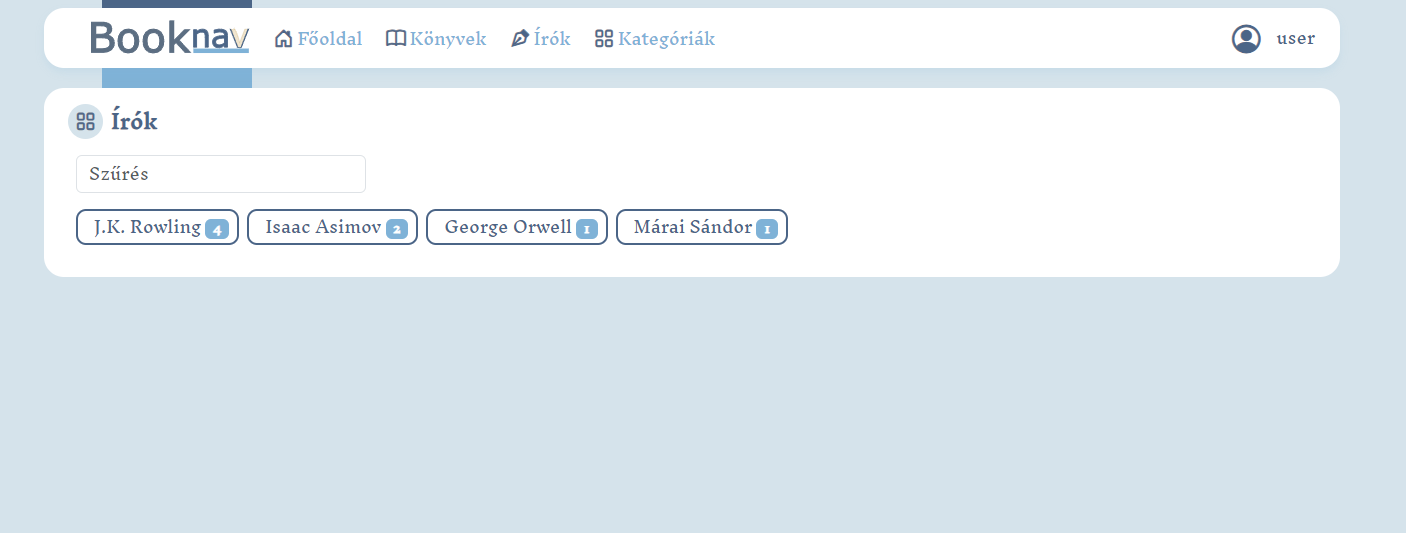 Booknav Főoldal Könyvek Írók Kategóriák user
Írók
Szűrés
J.K. Rowling 4 Isaac Asimov 2 George Orwell 1 Márai Sándor 1